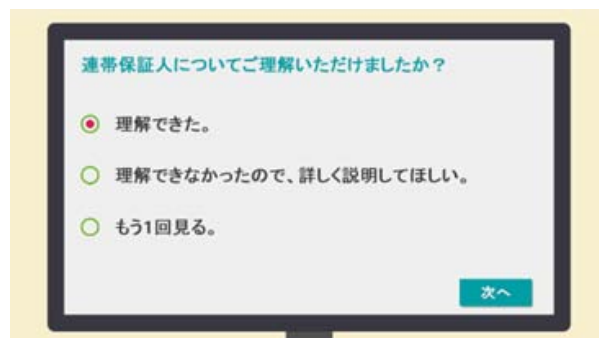 連帯保証人についてご理解いただけましたか？
理解できた。
理解できなかったので、詳しく説明してほしい。
もう1回見る。
次へ